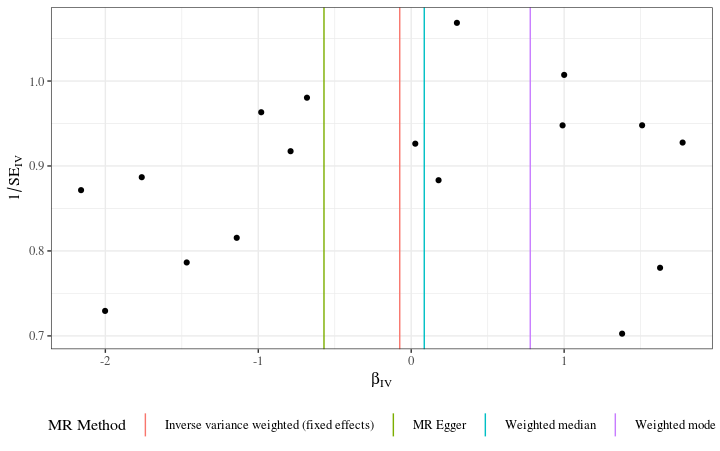 1/SE_IV
1.0
0.9
0.8
0.7
-2 -1 0 1
β_IV
MR Method Inverse variance weighted (fixed effects) MR Egger Weighted median Weighted mode